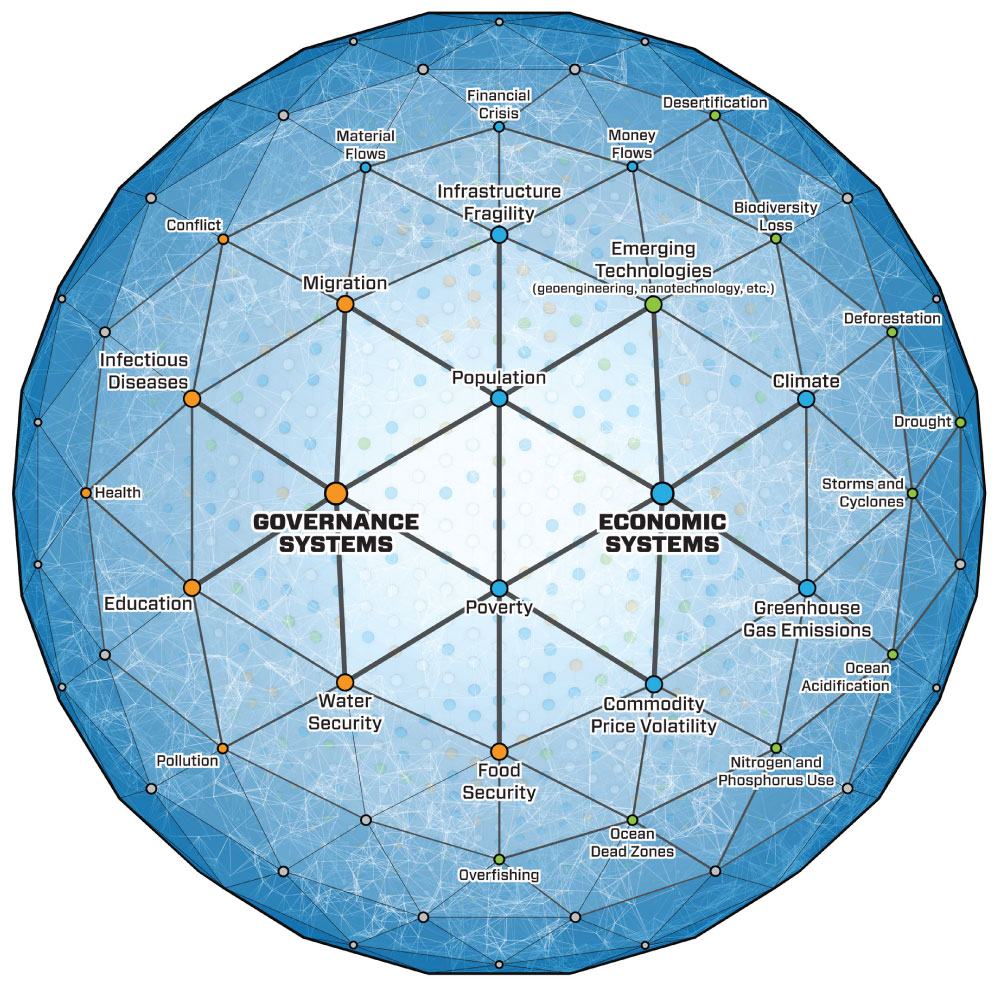 Financial
Crisis
Desertification
Material
Flows
Money
Flows
Infrastructure
Fragility
Biodiversity
Loss
Conflict
Emerging
Technologies
(geoengineering, nanotechnology, etc.)
Migration
Deforestation
Infectious
Diseases
Population
Climate
Drought
Health
Storms and
Cyclones
GOVERNANCE
SYSTEMS
ECONOMIC
SYSTEMS
Education
Poverty
Greenhouse
Gas Emissions
Ocean
Acidification
Water
Security
Commodity
Price Volatility
Pollution
Food
Security
Nitrogen and
Phosphorus Use
Ocean
Dead Zones
Overfishing